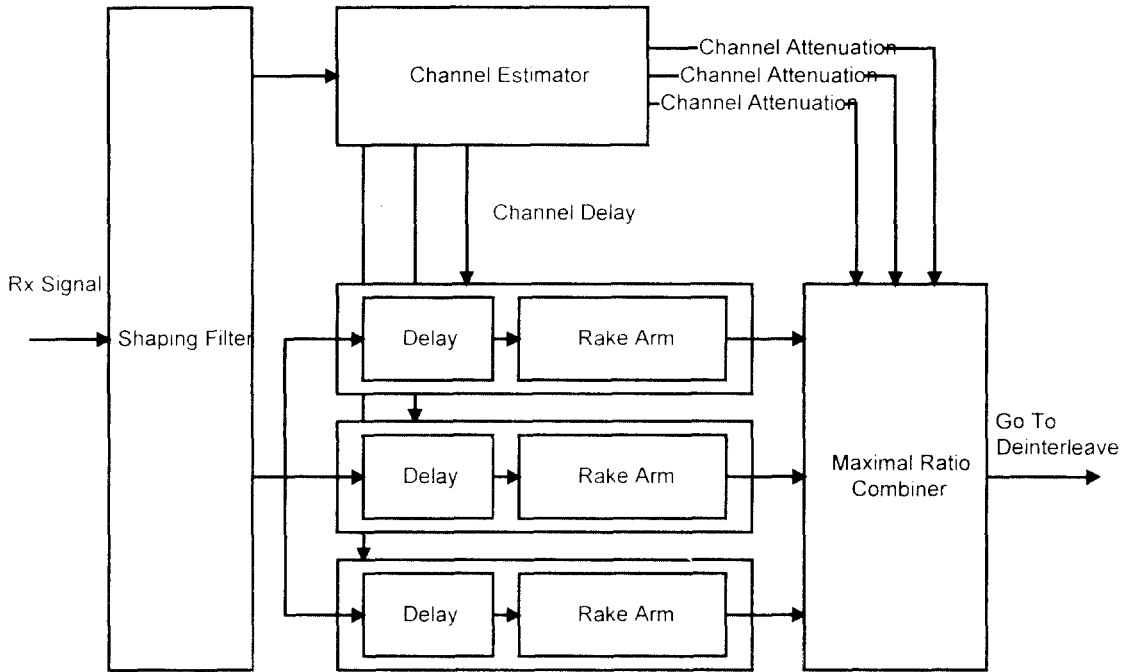 Channel Estimator
Channel Attenuation
Channel Attenuation
Channel Attenuation
Channel Delay
Rx Signal
Shaping Filter
Delay
Rake Arm
Delay
Rake Arm
Delay
Rake Arm
Maximal Ratio
Combiner
Go To
Deinterleave